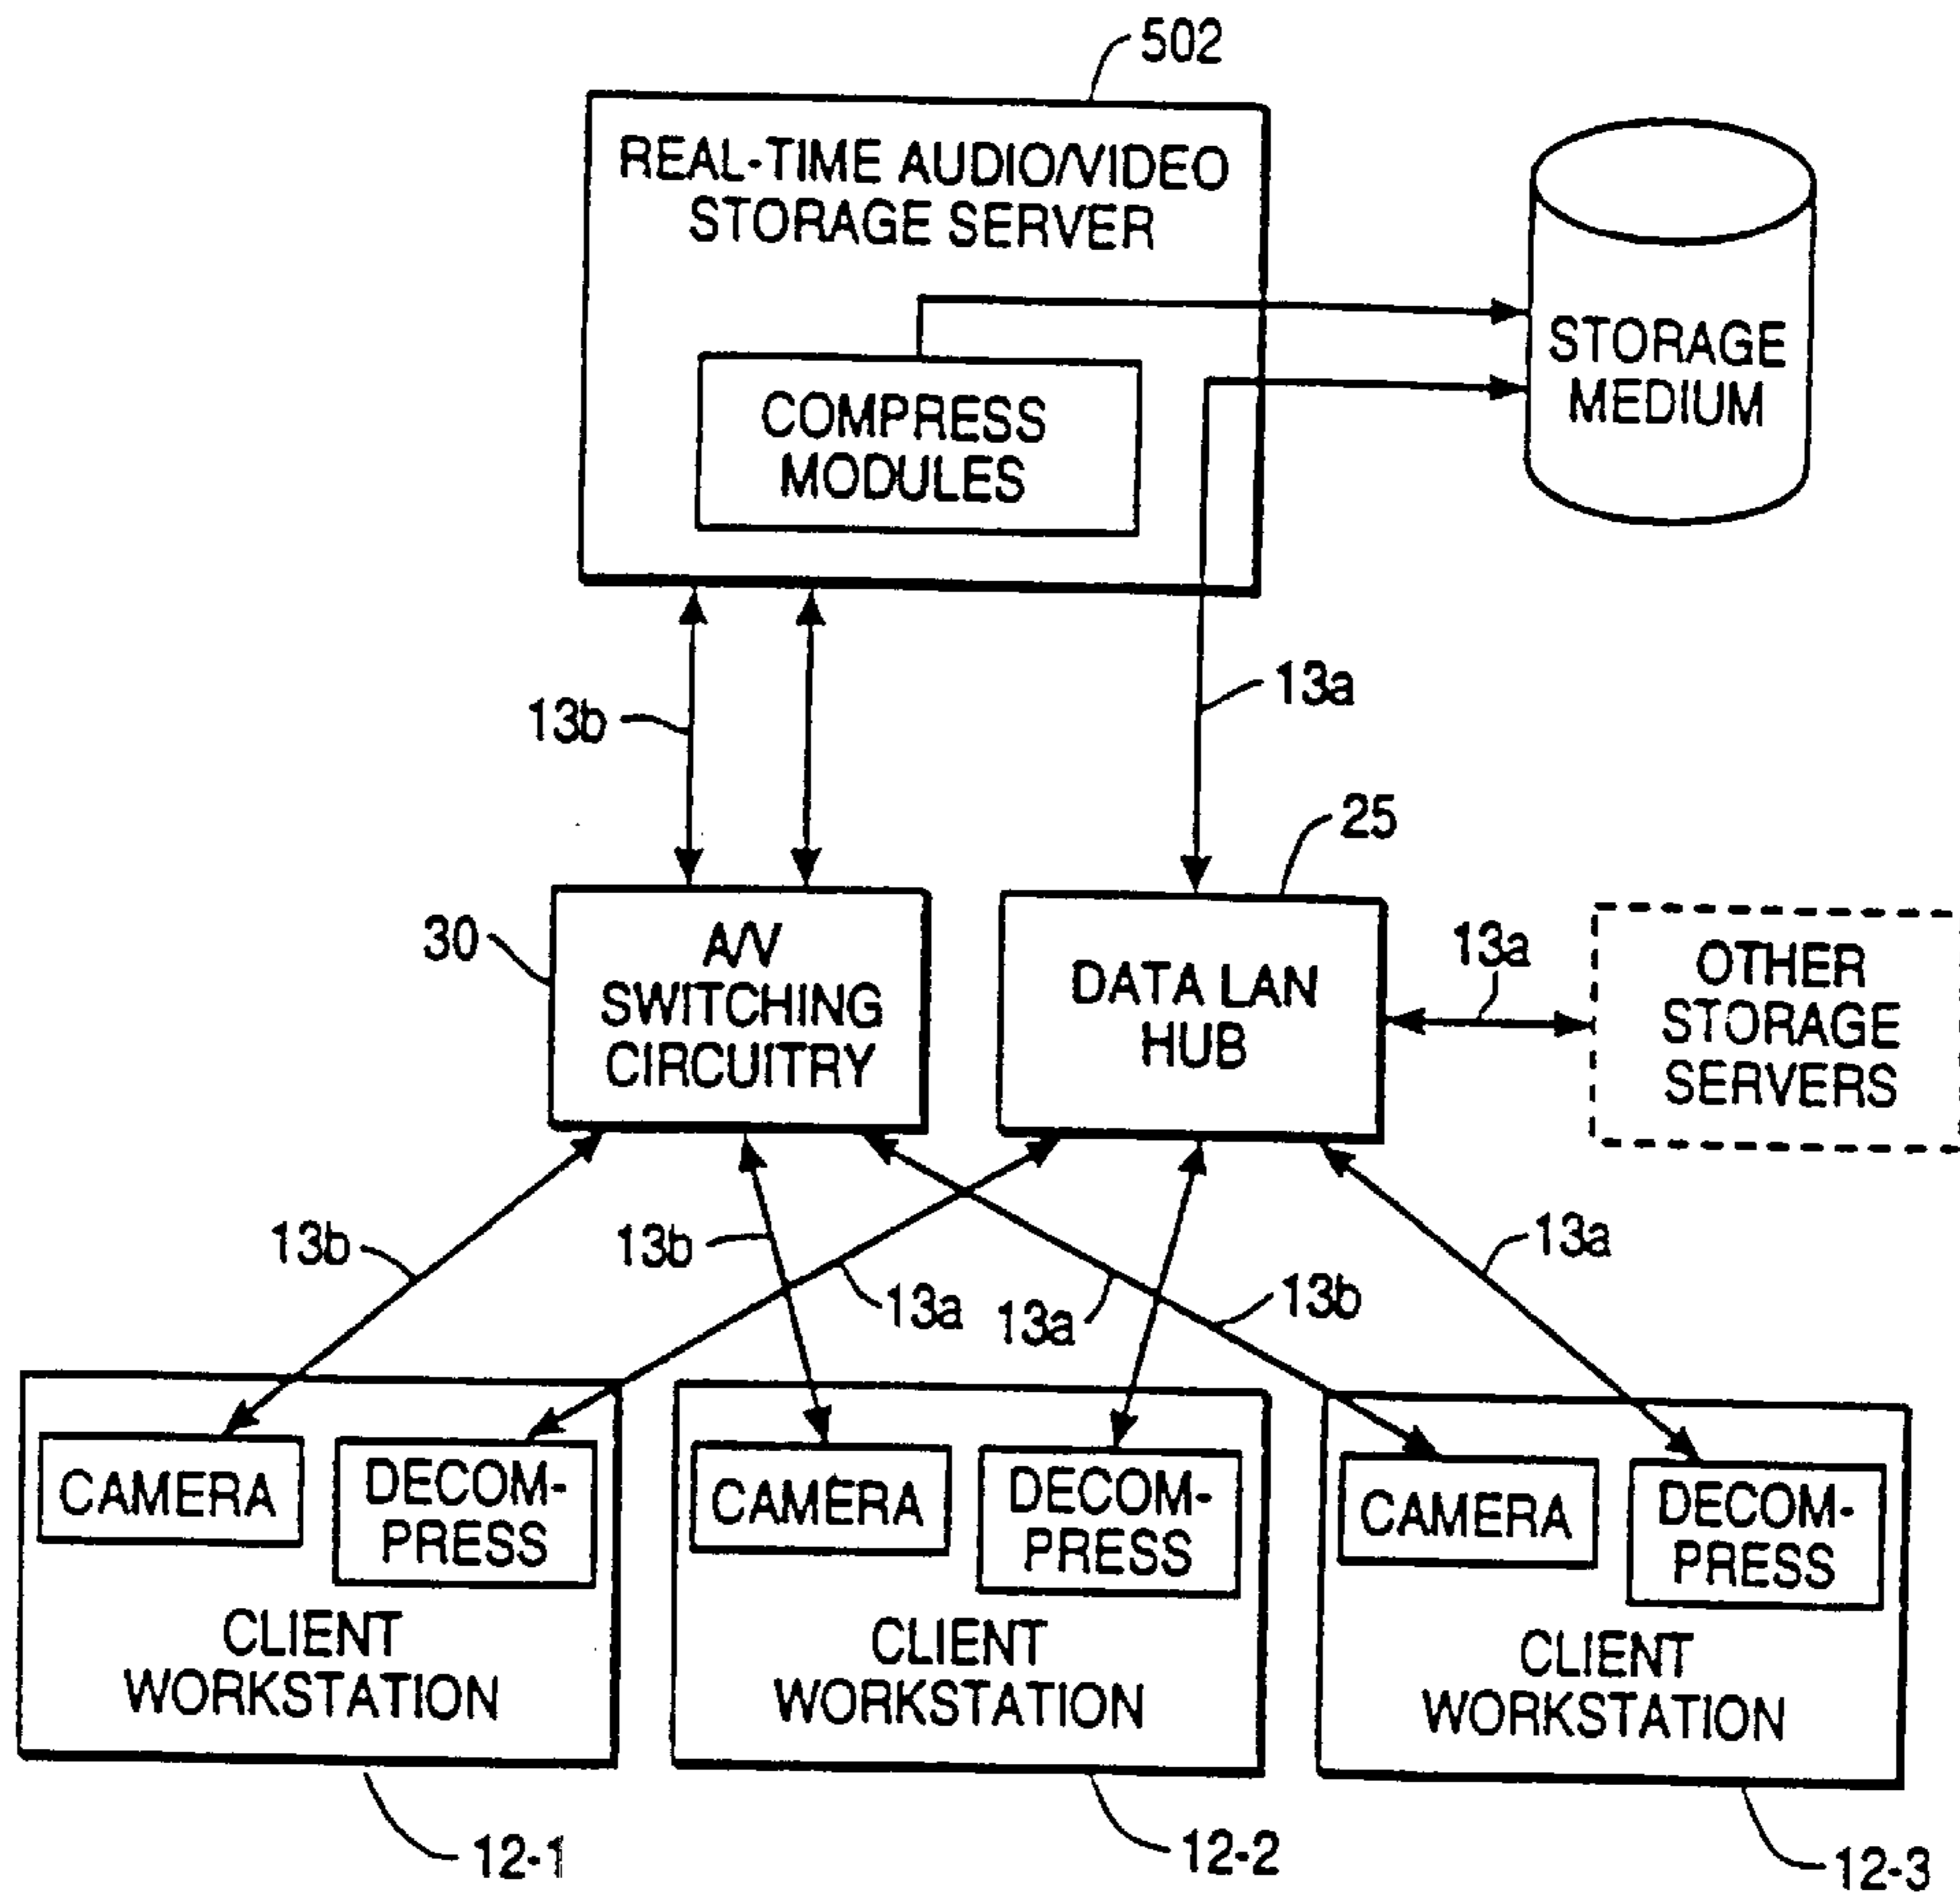 502
REAL-TIME AUDIO/VIDEO
STORAGE SERVER
STORAGE
MEDIUM
COMPRESS
MODULES
13b
13a
25
30
A/V
SWITCHING
CIRCUITRY
DATA LAN
HUB
13a
OTHER
STORAGE
SERVERS
13b
13b
13a
13a
13b
13a
CAMERA
DECOM-
PRESS
CLIENT
WORKSTATION
CAMERA
DECOM-
PRESS
CLIENT
WORKSTATION
CAMERA
DECOM-
PRESS
CLIENT
WORKSTATION
12-1
12-2
12-3